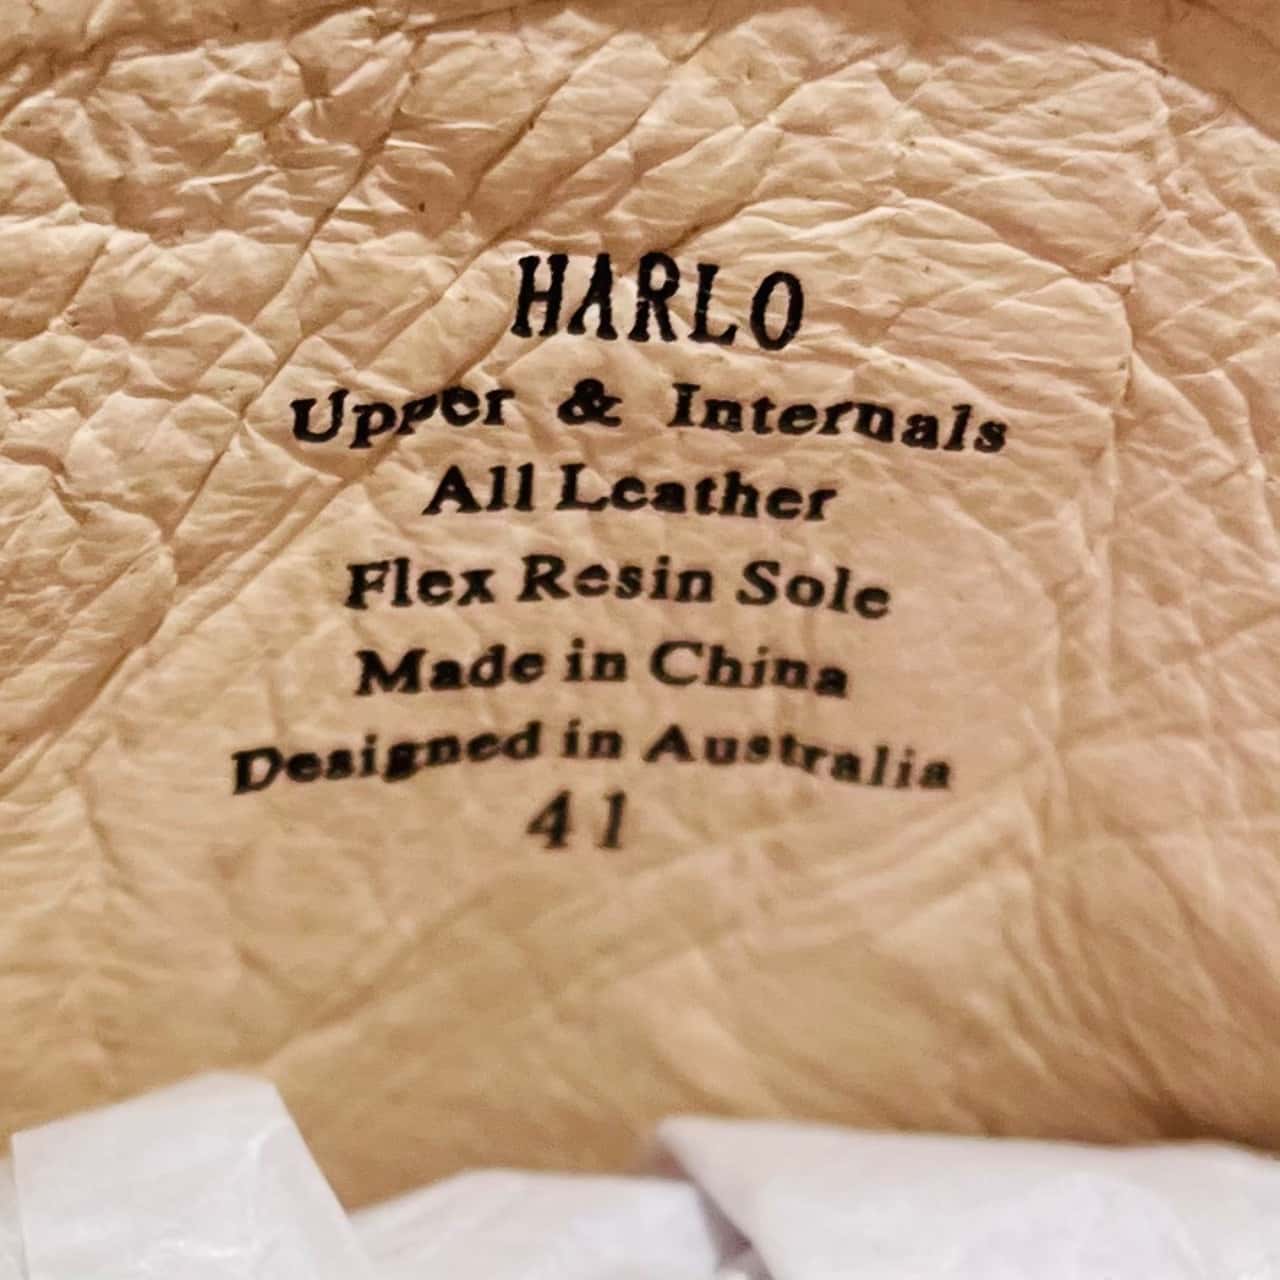 HARLO
Upper & Internals
All Leather
Flex Resin Sole
Made in China
Designed in Australia
41